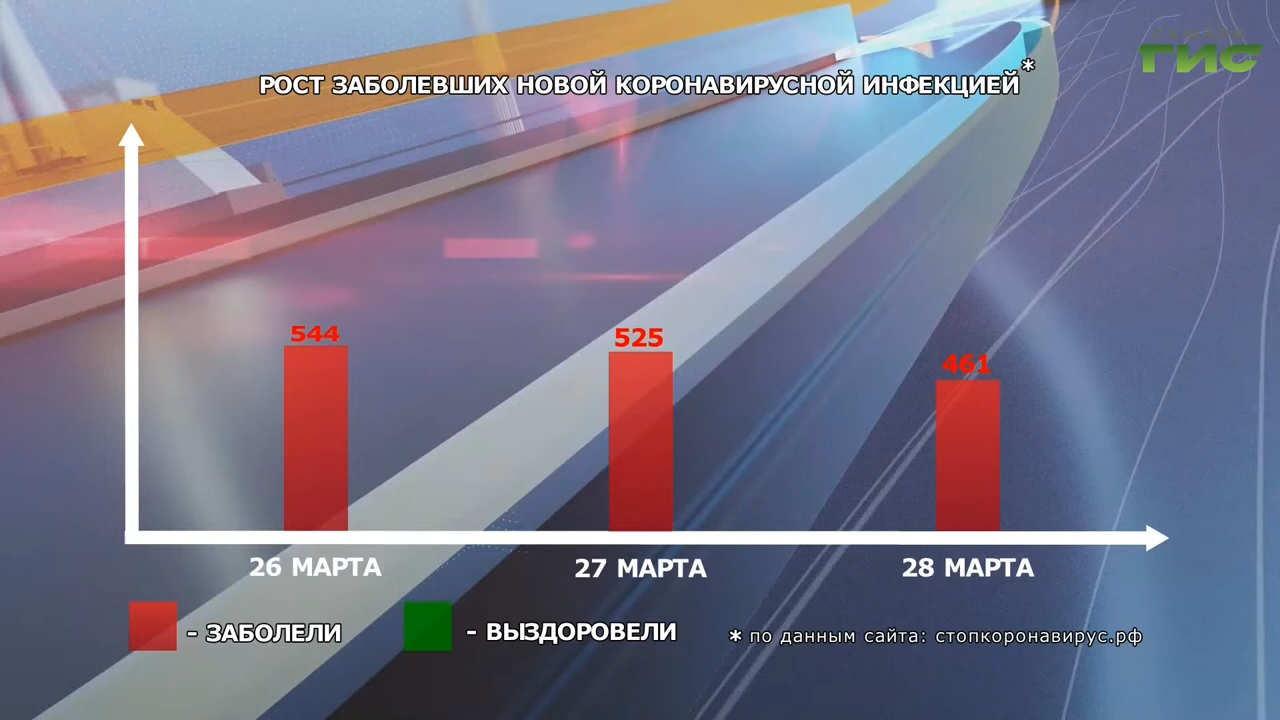 САМАРА
ГИС
РОСТ ЗАБОЛЕВШИХ НОВОЙ КОРОНАВИРУСНОЙ ИНФЕКЦИЕЙ*
544
525
461
26 МАРТА
27 МАРТА
28 МАРТА
– ЗАБОЛЕЛИ
– ВЫЗДОРОВЕЛИ
* по данным сайта: стопкоронавирус.рф